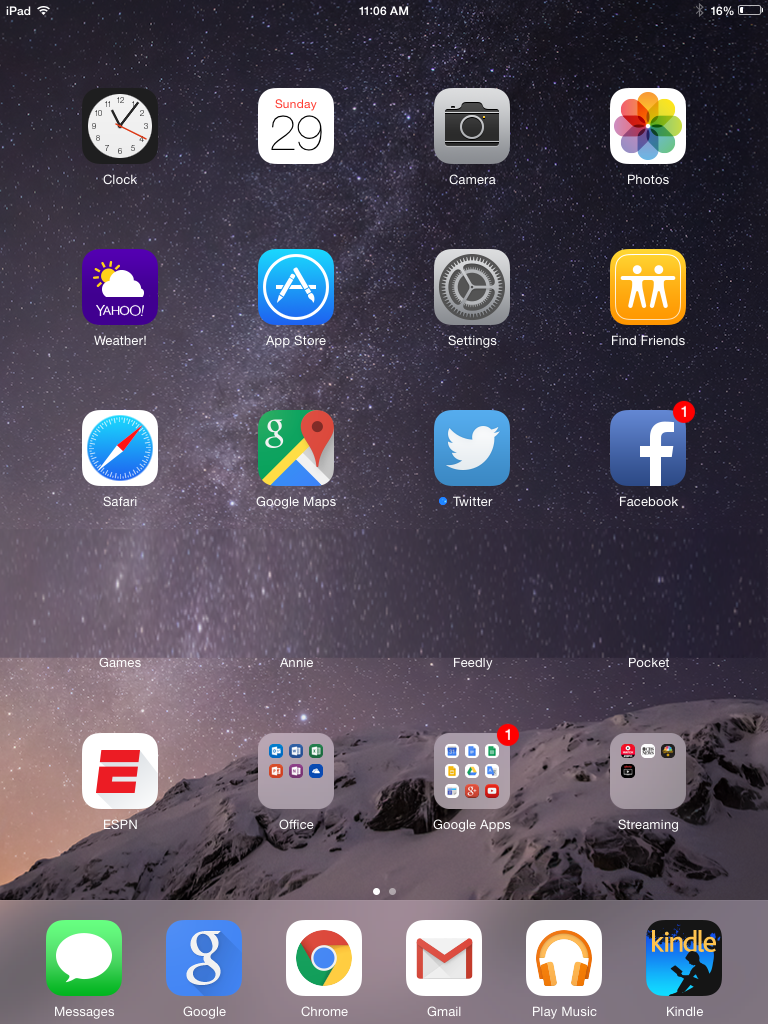 iPad 11:06 AM 16%
12
11 1
10 2
9 3
8 4
7 5
6
Sunday
29
Clock Camera Photos
YAHOO!
Weather! App Store Settings Find Friends
g 1
Safari Google Maps Twitter Facebook
Games Annie Feedly Pocket
1
ESPN Office Google Apps Streaming
g kindle
Messages Google Chrome Gmail Play Music Kindle